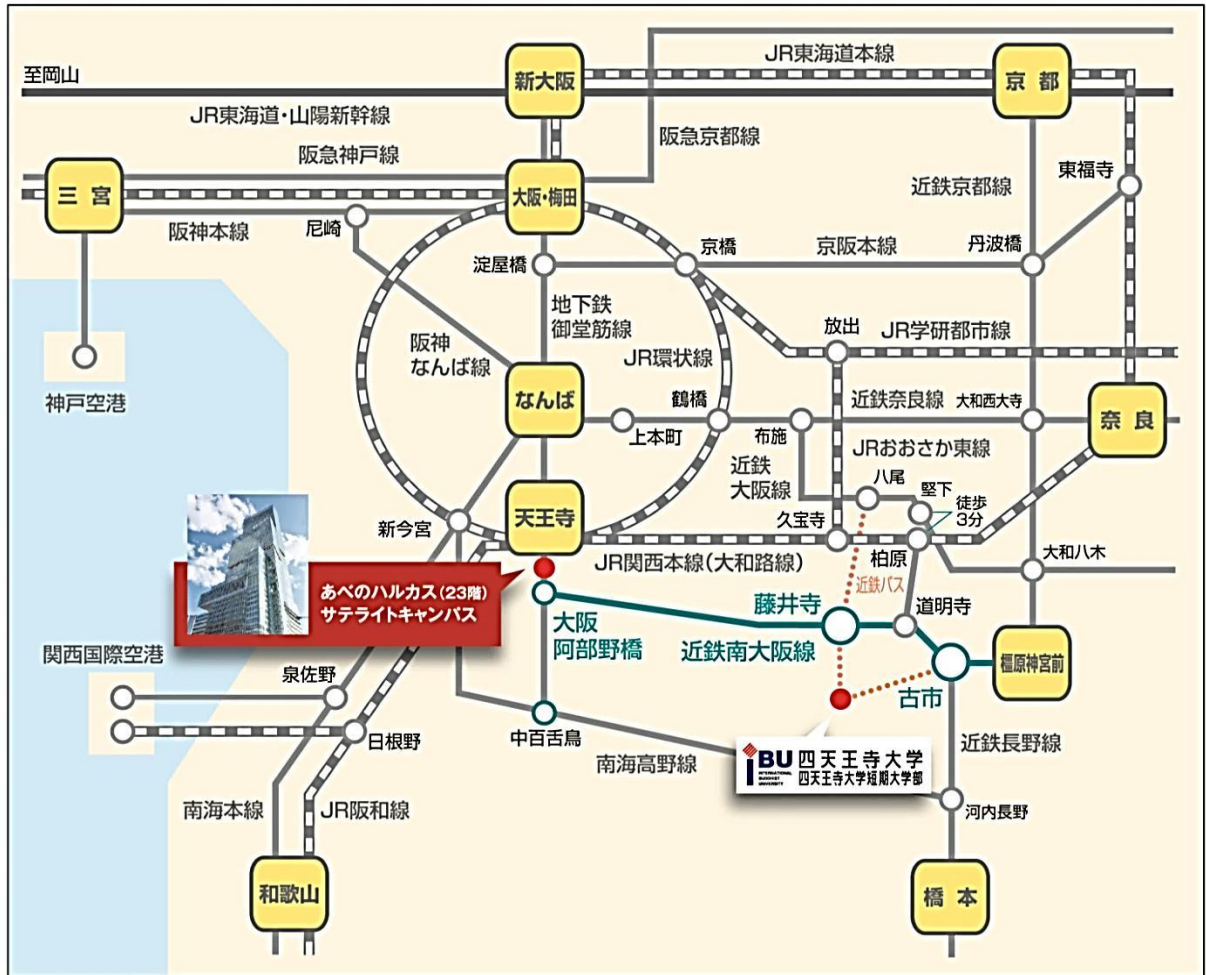 JR東海道本線
新大阪
京都
至岡山
JR東海道・山陽新幹線
阪急神戸線
阪急京都線
三宮
大阪・梅田
近鉄京都線
東福寺
阪神本線
尼崎
京橋
淀屋橋
京阪本線
丹波橋
地下鉄
御堂筋線
放出
JR学研都市線
阪神
なんば線
JR環状線
神戸空港
なんば
鶴橋
近鉄奈良線
大和西大寺
奈良
上本町
布施
JRおおさか東線
近鉄
大阪線
八尾
堅下
徒歩
3分
天王寺
新今宮
久宝寺
柏原
JR関西本線(大和路線)
大和八木
近鉄バス
あべのハルカス(23階)
サテライトキャンパス
藤井寺
道明寺
大阪
阿部野橋
近鉄南大阪線
関西国際空港
泉佐野
橿原神宮前
古市
中百舌鳥
日根野
近鉄長野線
南海高野線
iBU
INTERNATIONAL
BUDDHIST
UNIVERSITY
四天王寺大学
四天王寺大学短期大学部
南海本線
JR阪和線
河内長野
和歌山
橋本